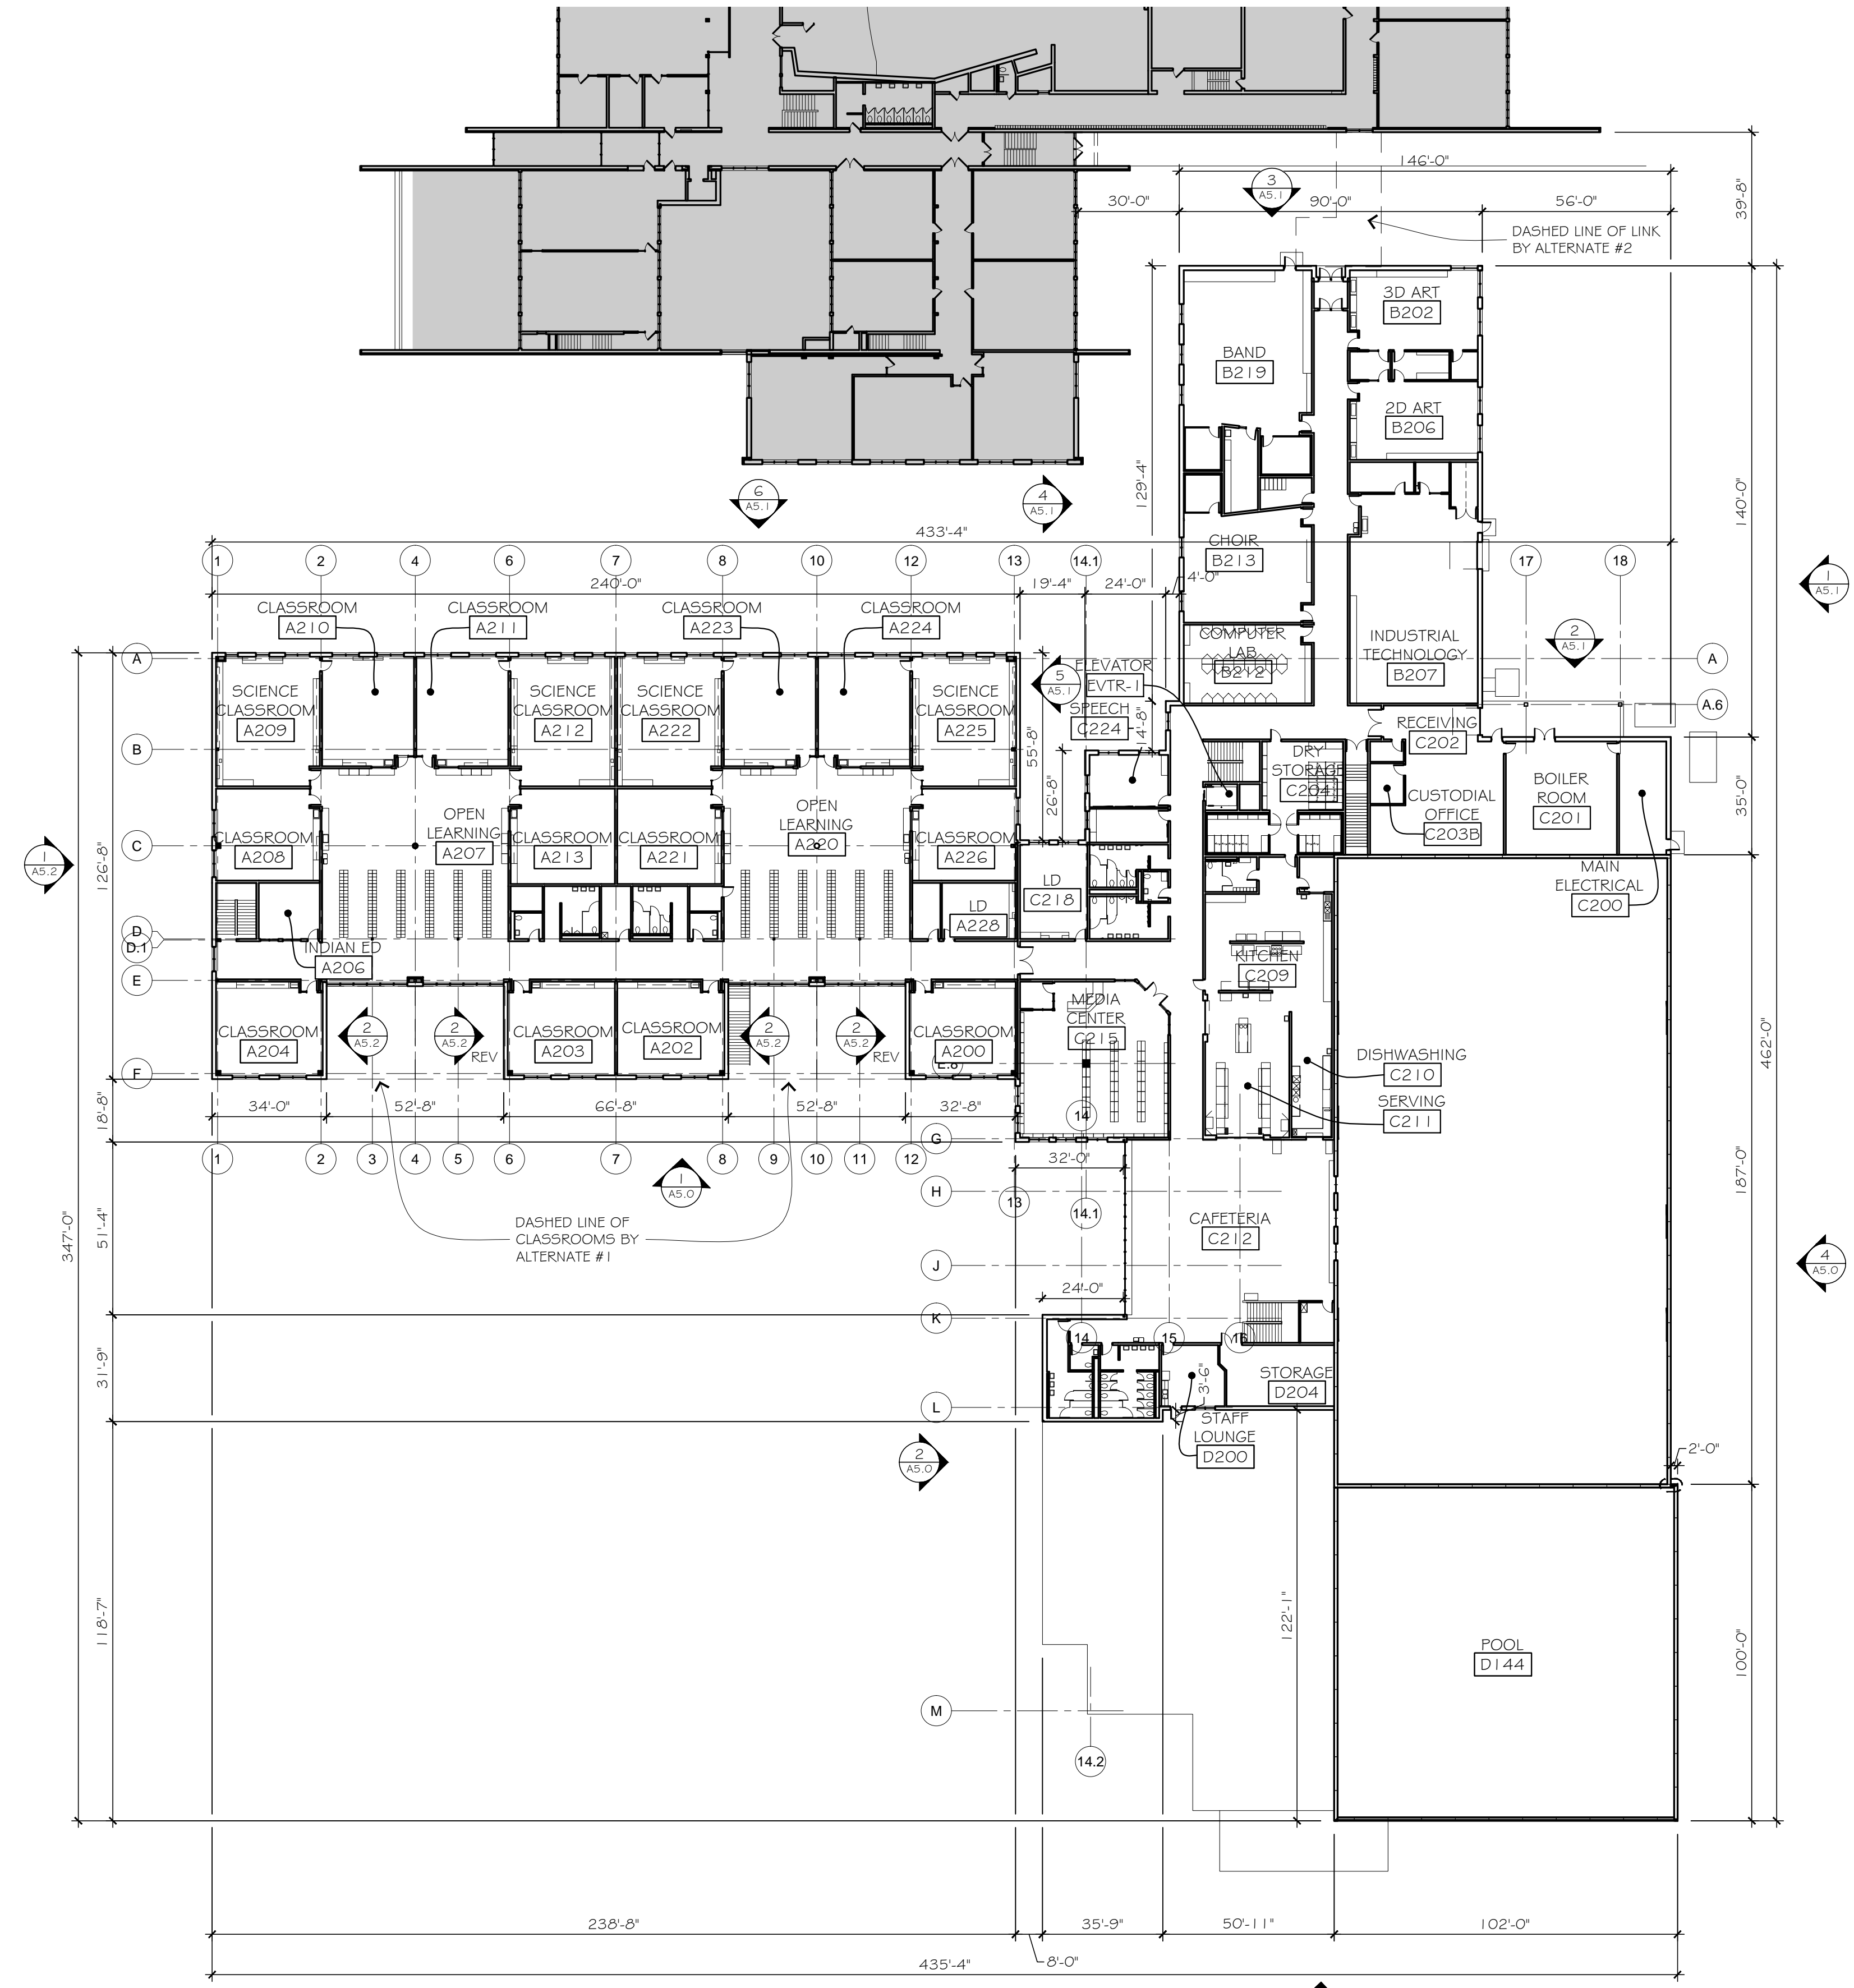 146'-0"
3
A5.1
30'-0"
90'-0"
56'-0"
39'-8"
DASHED LINE OF LINK
BY ALTERNATE #2
3D ART
B202
BAND
B219
2D ART
B206
129'-4"
140'-0"
6
A5.1
4
A5.1
433'-4"
1
2
4
6
7
8
10
12
13
14.1
17
18
CHOIR
B213
1
A5.1
240'-0"
19'-4"
24'-0"
4'-0"
CLASSROOM
A210
CLASSROOM
A211
CLASSROOM
A223
CLASSROOM
A224
COMPUTER
LAB
B212
INDUSTRIAL
TECHNOLOGY
B207
2
A5.1
A
A
ELEVATOR
EVTR-1
5
A5.1
SCIENCE
CLASSROOM
A209
SCIENCE
CLASSROOM
A212
SCIENCE
CLASSROOM
A222
SCIENCE
CLASSROOM
A225
SPEECH
C224
14'-8"
A.6
RECEIVING
C202
B
55'-8"
26'-8"
DRY
STORAGE
C204
BOILER
ROOM
C201
CUSTODIAL
OFFICE
C203B
35'-0"
OPEN
LEARNING
A207
OPEN
LEARNING
A220
C
CLASSROOM
A208
CLASSROOM
A213
CLASSROOM
A221
CLASSROOM
A226
1
A5.2
126'-8"
LD
C218
LD
A228
MAIN
ELECTRICAL
C200
D
D.1
INDIAN ED
A206
E
KITCHEN
C209
MEDIA
CENTER
C215
CLASSROOM
A204
2
A5.2
2
A5.2
REV
CLASSROOM
A203
CLASSROOM
A202
2
A5.2
2
A5.2
REV
CLASSROOM
A200
E.8
F
462'-0"
DISHWASHING
C210
SERVING
C211
34'-0"
52'-8"
66'-8"
52'-8"
32'-8"
18'-8"
14
G
1
2
3
4
5
6
7
8
9
10
11
12
32'-0"
187'-0"
1
A5.0
H
13
14.1
CAFETERIA
C212
347'-0"
51'-4"
DASHED LINE OF
CLASSROOMS BY
ALTERNATE #1
J
4
A5.0
24'-0"
K
14
15
16
31'-9"
3'-6"
STORAGE
D204
L
STAFF
LOUNGE
D200
2
A5.0
2'-0"
118'-7"
122'-1"
100'-0"
POOL
D144
M
14.2
238'-8"
35'-9"
50'-11"
102'-0"
8'-0"
435'-4"